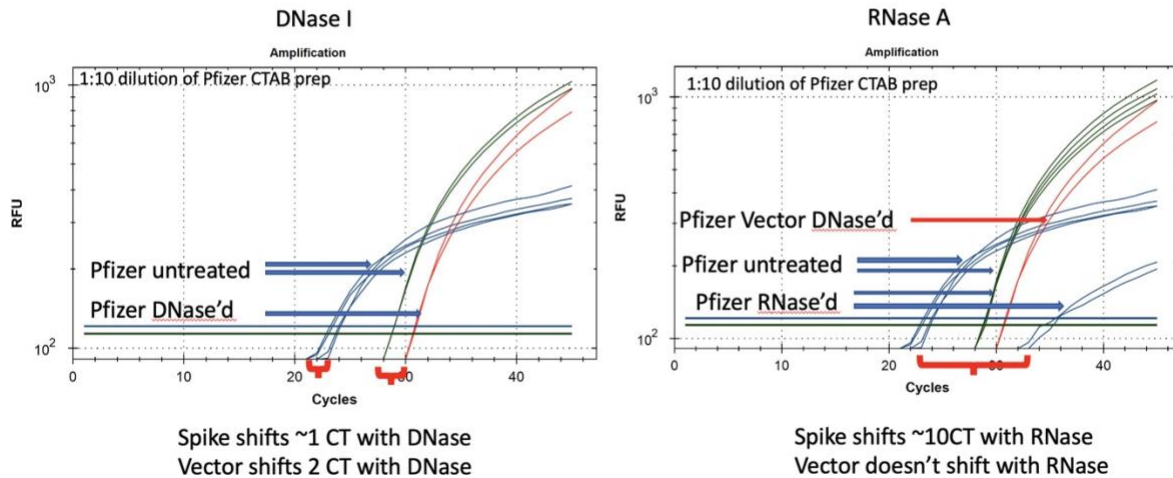 DNase I
Amplification
1:10 dilution of Pfizer CTAB prep
10³
RFU
Pfizer untreated
Pfizer DNase’d
10²
0 10 20 30 40
Cycles
Spike shifts ~1 CT with DNase
Vector shifts 2 CT with DNase
RNase A
Amplification
1:10 dilution of Pfizer CTAB prep
10³
RFU
Pfizer Vector DNase’d
Pfizer untreated
Pfizer RNase’d
10²
0 10 20 30 40
Cycles
Spike shifts ~10CT with RNase
Vector doesn’t shift with RNase